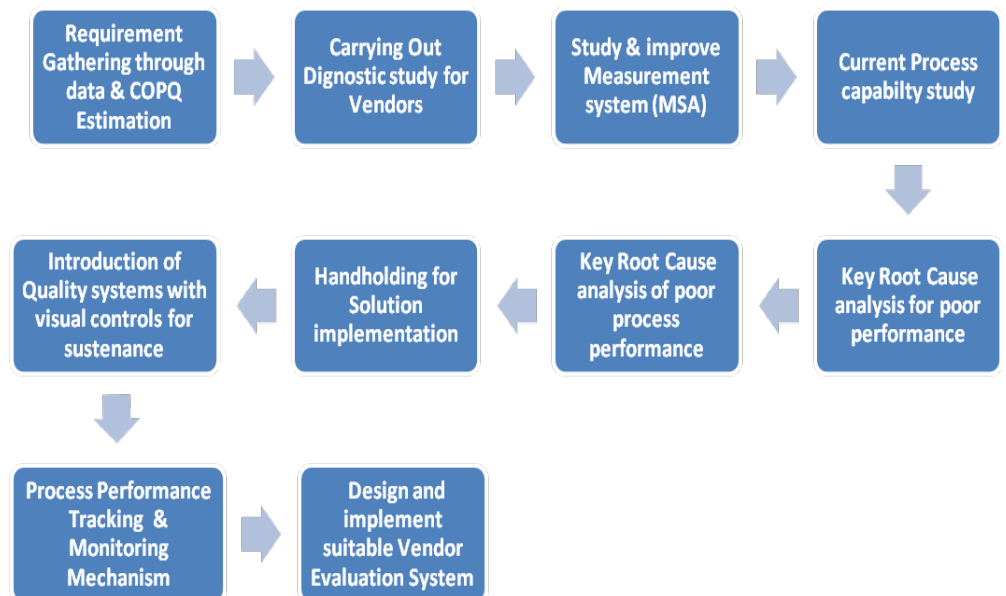 Requirement
Gathering through
data & COPQ
Estimation
Carrying Out
Dignostic study for
Vendors
Study & improve
Measurement
system (MSA)
Current Process
capabilty study
Key Root Cause
analysis for poor
performance
Key Root Cause
analysis of poor
process
performance
Handholding for
Solution
implementation
Introduction of
Quality systems with
visual controls for
sustenance
Process Performance
Tracking &
Monitoring
Mechanism
Design and
implement
suitable Vendor
Evaluation System